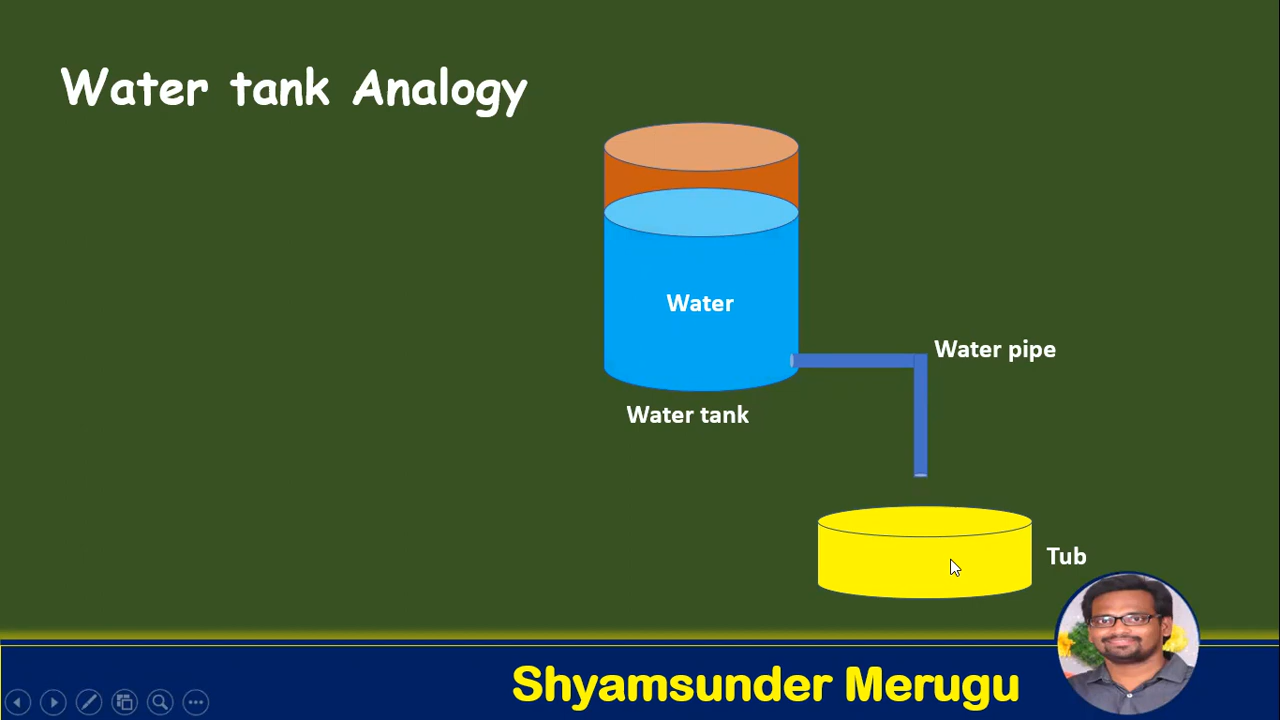 Water tank Analogy
Water
Water pipe
Water tank
Tub
Shyamsunder Merugu